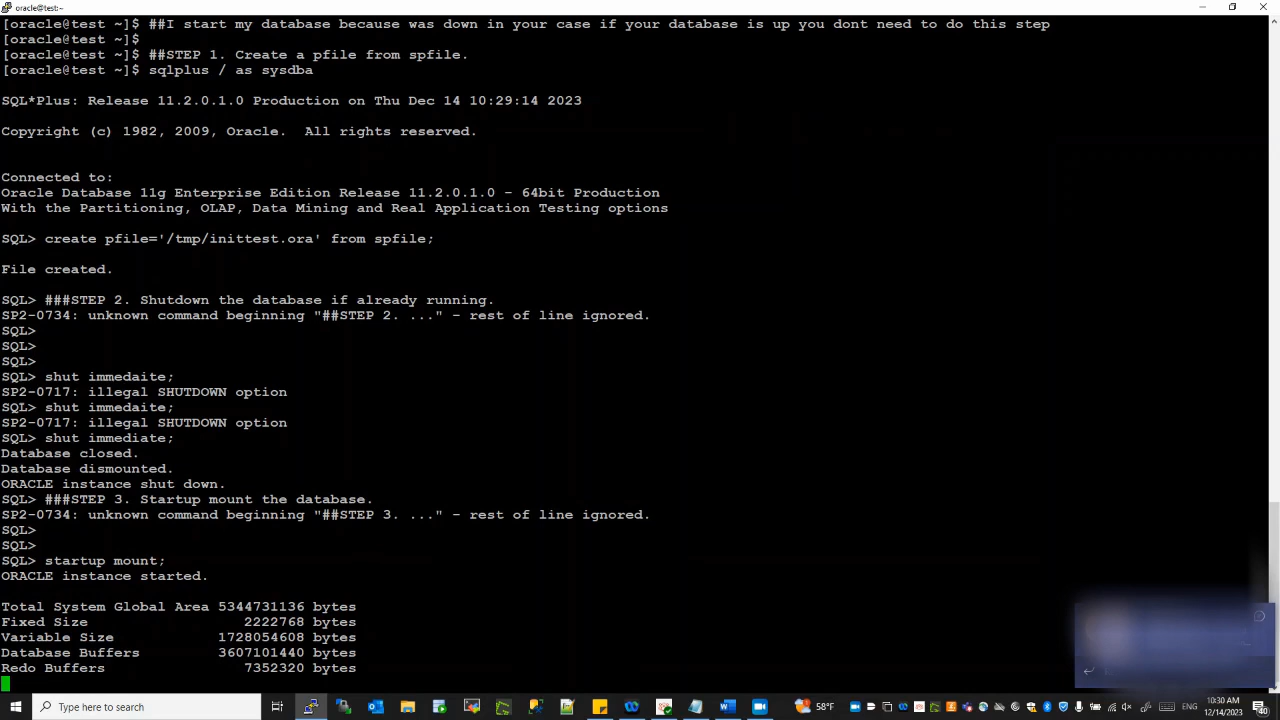 oracle@test:~
[oracle@test ~]$ ##I start my database because was down in your case if your database is up you dont need to do this step
[oracle@test ~]$
[oracle@test ~]$ ##STEP 1. Create a pfile from spfile.
[oracle@test ~]$ sqlplus / as sysdba
SQL*Plus: Release 11.2.0.1.0 Production on Thu Dec 14 10:29:14 2023
Copyright (c) 1982, 2009, Oracle.  All rights reserved.
Connected to:
Oracle Database 11g Enterprise Edition Release 11.2.0.1.0 - 64bit Production
With the Partitioning, OLAP, Data Mining and Real Application Testing options
SQL> create pfile='/tmp/inittest.ora' from spfile;
File created.
SQL> ###STEP 2. Shutdown the database if already running.
SP2-0734: unknown command beginning "##STEP 2. ..." - rest of line ignored.
SQL>
SQL>
SQL>
SQL> shut immedaite;
SP2-0717: illegal SHUTDOWN option
SQL> shut immedaite;
SP2-0717: illegal SHUTDOWN option
SQL> shut immediate;
Database closed.
Database dismounted.
ORACLE instance shut down.
SQL> ###STEP 3. Startup mount the database.
SP2-0734: unknown command beginning "##STEP 3. ..." - rest of line ignored.
SQL>
SQL>
SQL> startup mount;
ORACLE instance started.
Total System Global Area 5344731136 bytes
Fixed Size                  2222768 bytes
Variable Size            1728054608 bytes
Database Buffers         3607101440 bytes
Redo Buffers                7352320 bytes
Type here to search
58°F
ENG
10:30 AM
12/14/2023